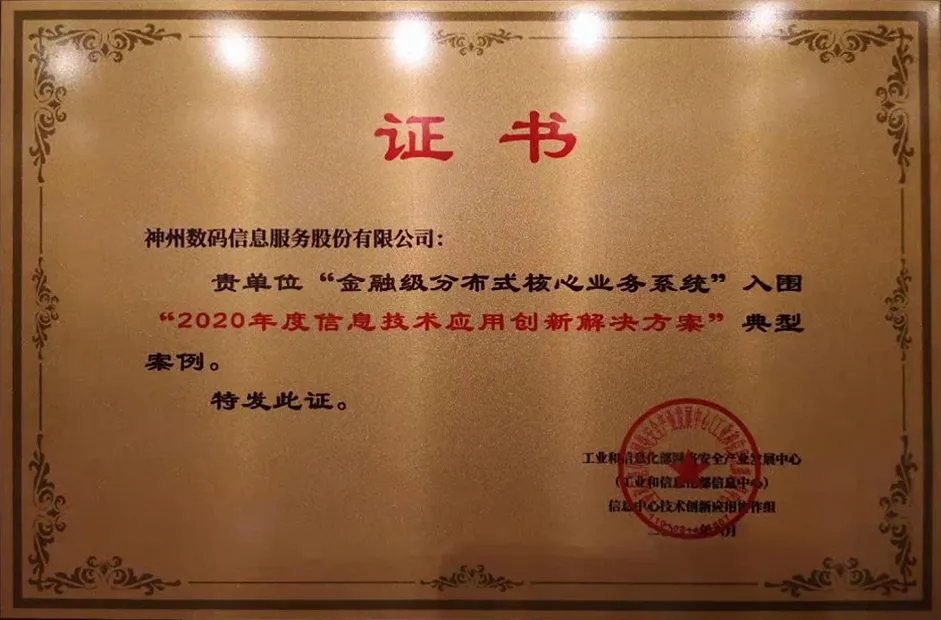 证书
神州数码信息服务股份有限公司：
贵单位“金融级分布式核心业务系统”入围
“2020年度信息技术应用创新解决方案”典型
案例。
特发此证。
工业和信息化部网络安全产业发展中心
（工业和信息化部信息中心）
信息中心技术创新应用协作组